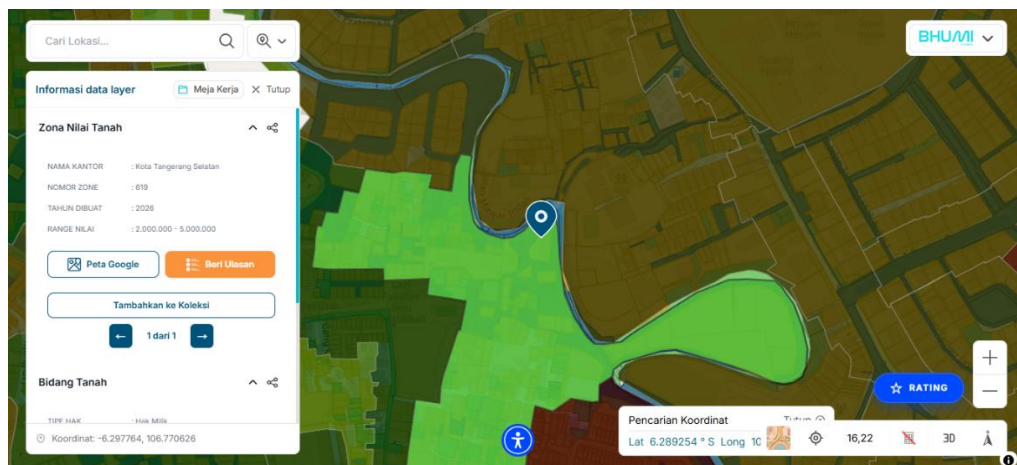 Cari Lokasi...
BHUMI
Informasi data layer Meja Kerja Tutup
Zona Nilai Tanah
NAMA KANTOR : Kota Tangerang Selatan
NOMOR ZONE : 619
TAHUN DIBUAT : 2026
RANGE NILAI : 2.000.000 - 5.000.000
Peta Google Beri Ulasan
Tambahkan ke Koleksi
← 1 dari 1 →
Bidang Tanah
TIPE HAK : Hak Milik
Koordinat: -6.297764, 106.770626
RATING
Pencarian Koordinat Tutup
Lat 6.289254 ° S Long 10
16,22 3D